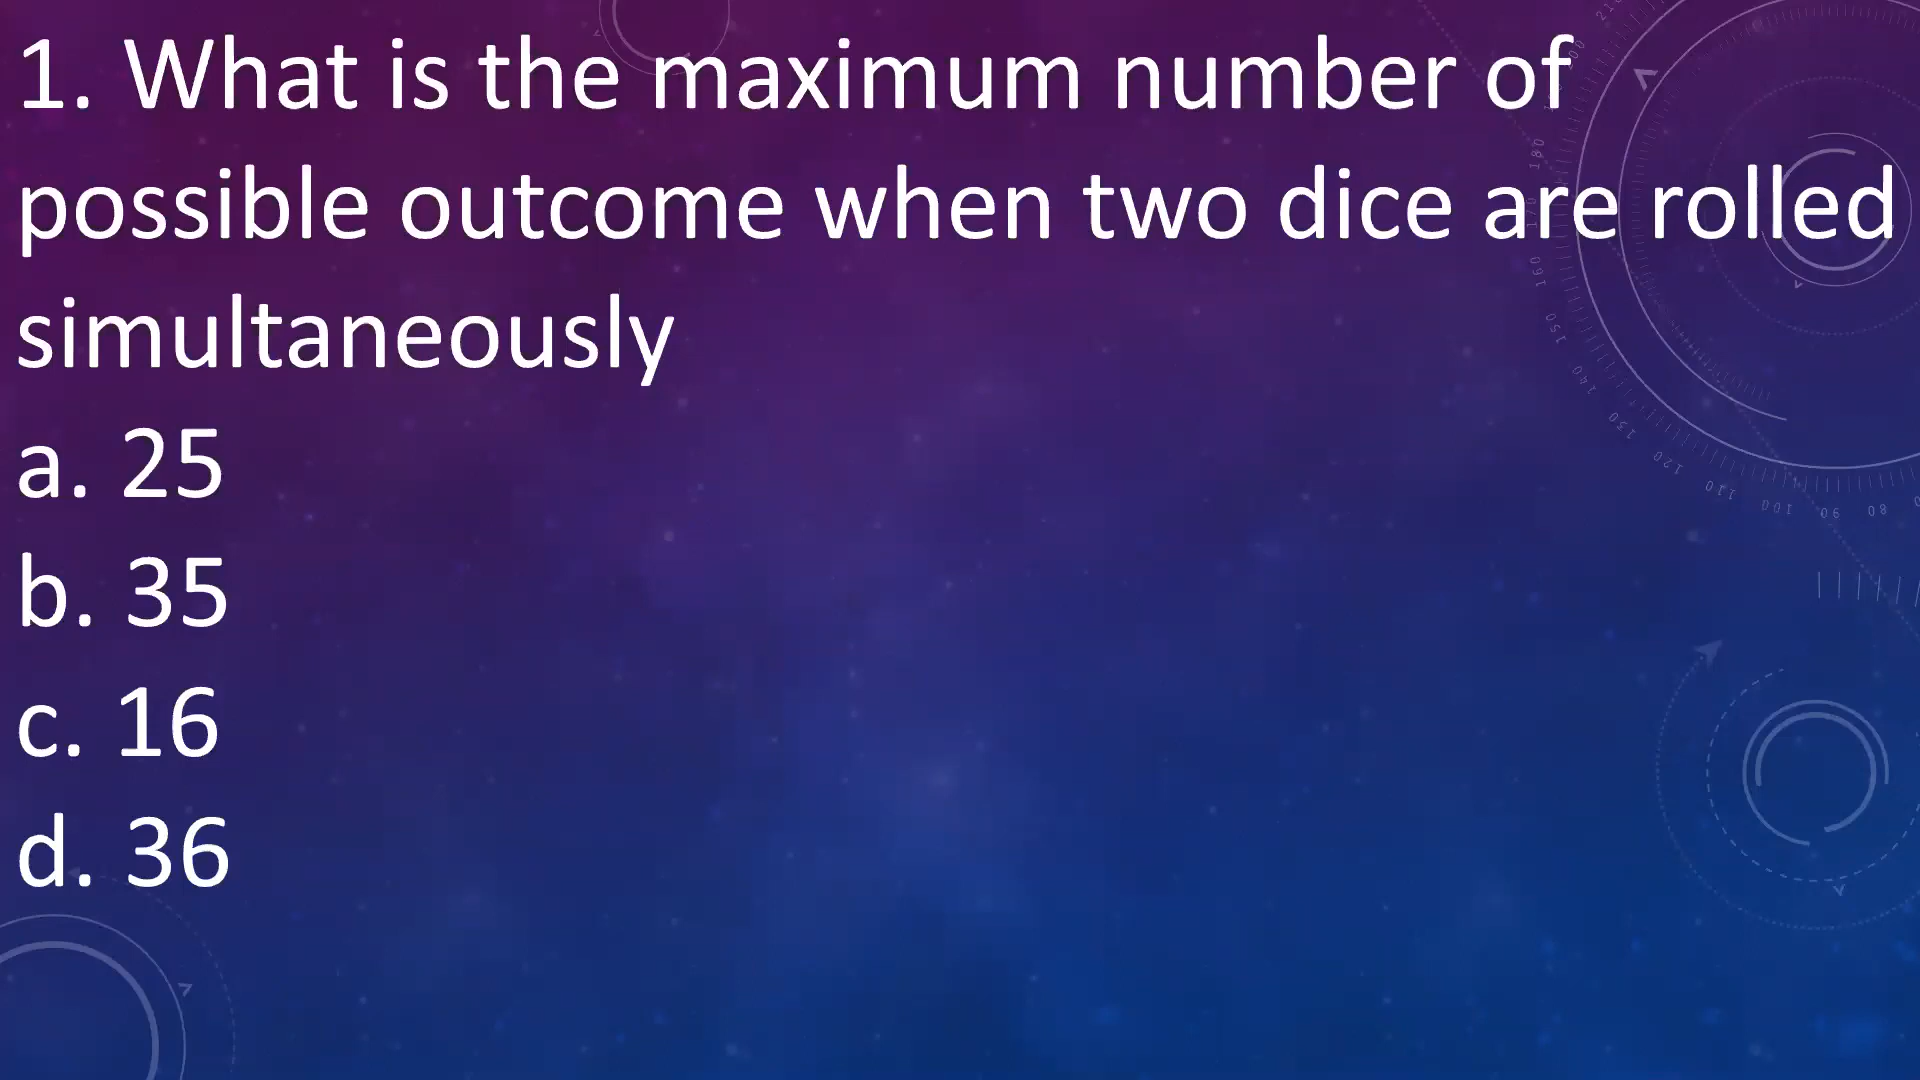 1. What is the maximum number of
possible outcome when two dice are rolled
simultaneously
a. 25
b. 35
c. 16
d. 36